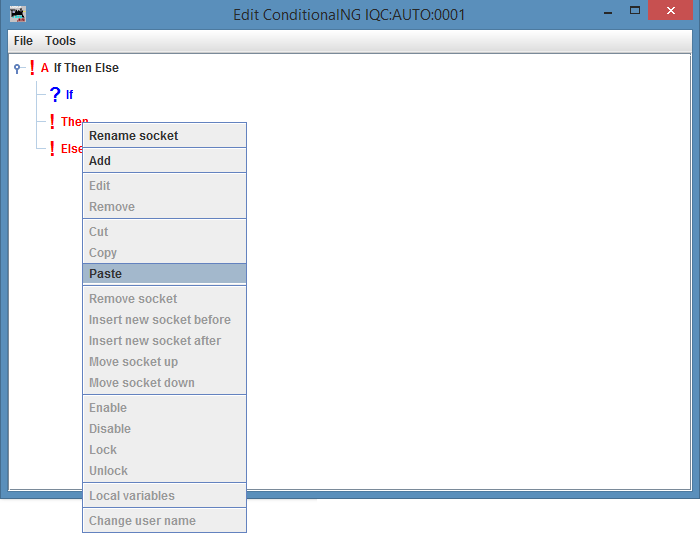 Edit ConditionalNG IQC:AUTO:0001
File Tools
! A If Then Else
? If
! Then
! Else
Rename socket
Add
Edit
Remove
Cut
Copy
Paste
Remove socket
Insert new socket before
Insert new socket after
Move socket up
Move socket down
Enable
Disable
Lock
Unlock
Local variables
Change user name